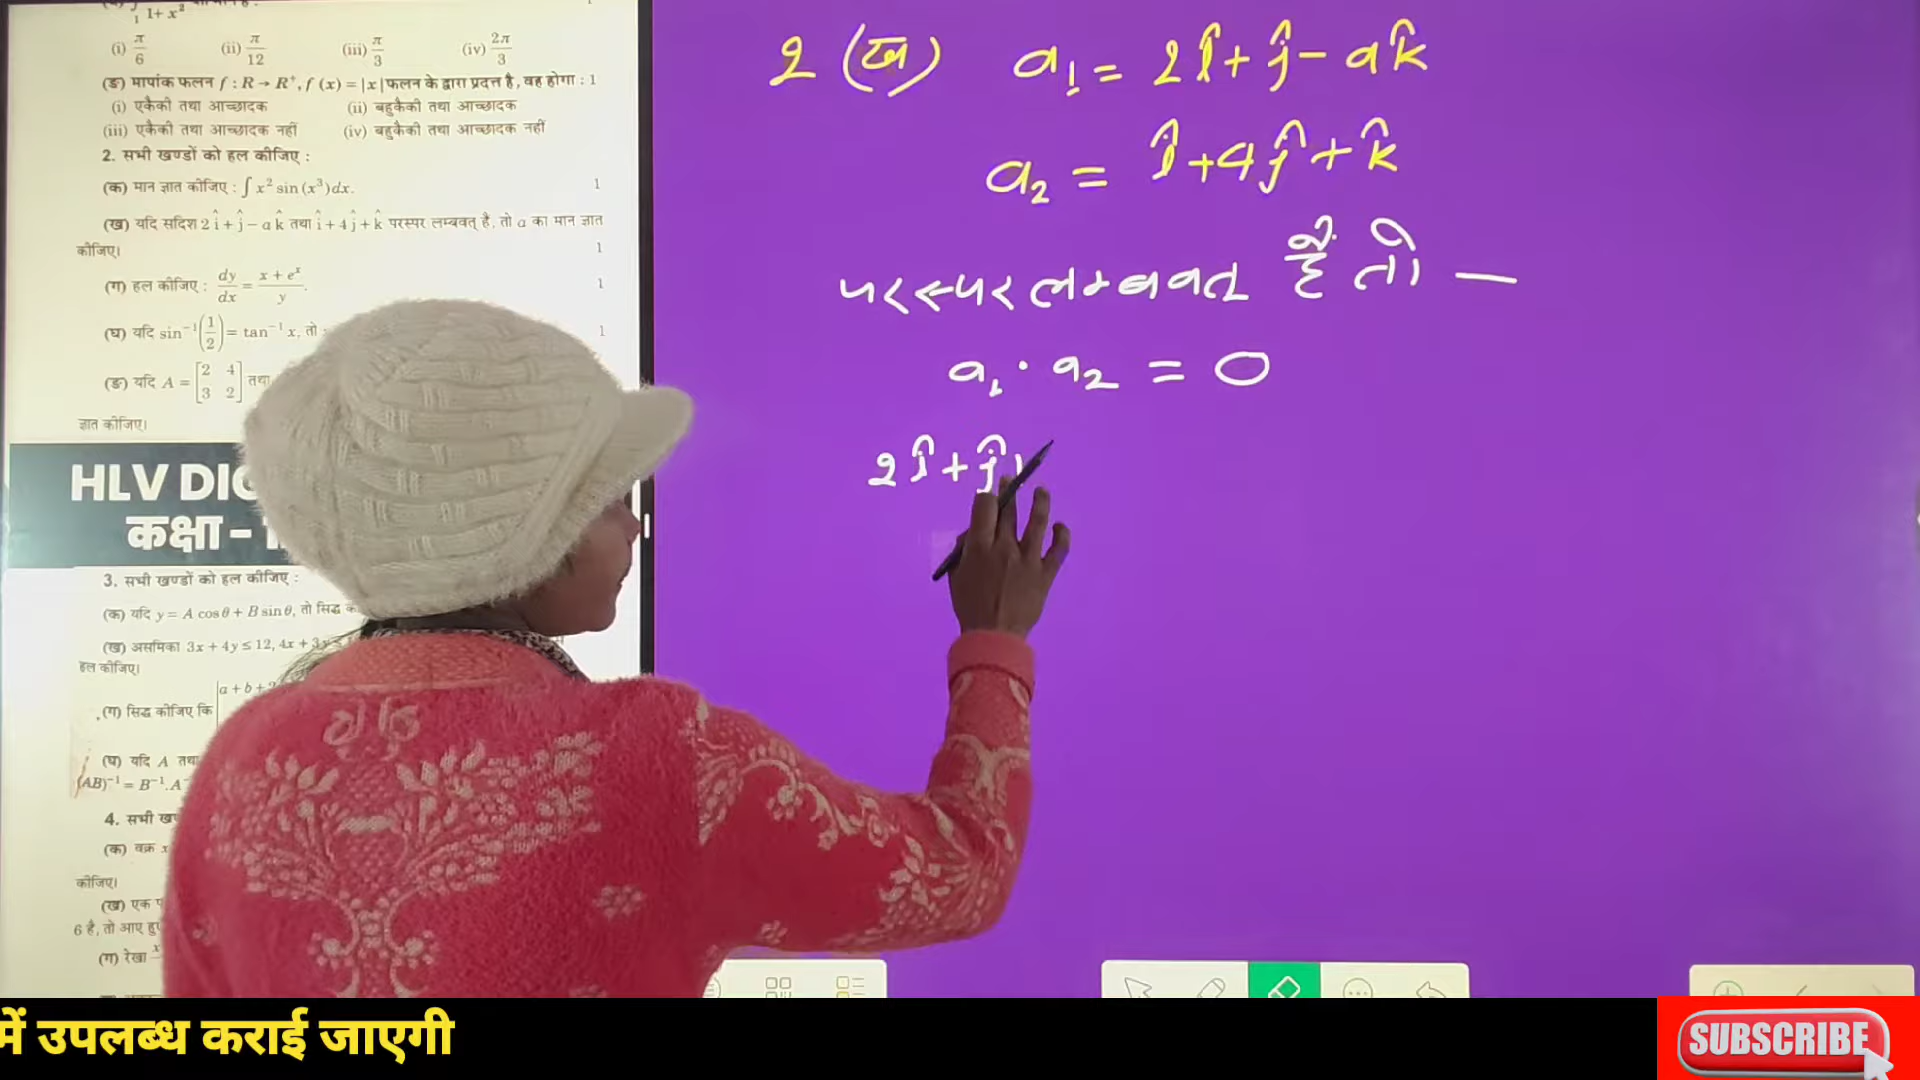 1 1+x²
(i) π/6 (ii) π/12 (iii) π/3 (iv) 2π/3
(ङ) मापांक फलन f : R → R⁺, f (x) = |x| फलन के द्वारा प्रदत्त है, वह होगा : 1
(i) एकैकी तथा आच्छादक (ii) बहुकैकी तथा आच्छादक
(iii) एकैकी तथा आच्छादक नहीं (iv) बहुकैकी तथा आच्छादक नहीं
2. सभी खण्डों को हल कीजिए :
(क) मान ज्ञात कीजिए : ∫ x² sin (x³) dx. 1
(ख) यदि सदिश 2î + ĵ – a k̂ तथा î + 4ĵ + k̂ परस्पर लम्बवत् है, तो a का मान ज्ञात
कीजिए। 1
(ग) हल कीजिए : dy/dx = (x + eˣ)/y. 1
(घ) यदि sin⁻¹(1/2) = tan⁻¹ x, तो 1
(ङ) यदि A = [2 4; 3 2] तथा
ज्ञात कीजिए।
HLV DIG
कक्षा - 1
3. सभी खण्डों को हल कीजिए :
(क) यदि y = A cos θ + B sin θ, तो सिद्ध क
(ख) असमिका 3x + 4y ≤ 12, 4x + 3y ≤
हल कीजिए।
(ग) सिद्ध कीजिए कि |a + b +
(घ) यदि A तथा
(AB)⁻¹ = B⁻¹.A⁻
4. सभी ख
(क) वक्र x
कीजिए।
(ख) एक
6 है, तो आए हु
(ग) रेखा x
2 (ख) a₁ = 2î + ĵ – ak̂
a₂ = î + 4ĵ + k̂
परस्पर लम्बवत हैं तो —
a₁ · a₂ = 0
2î + ĵ
में उपलब्ध कराई जाएगी
SUBSCRIBE